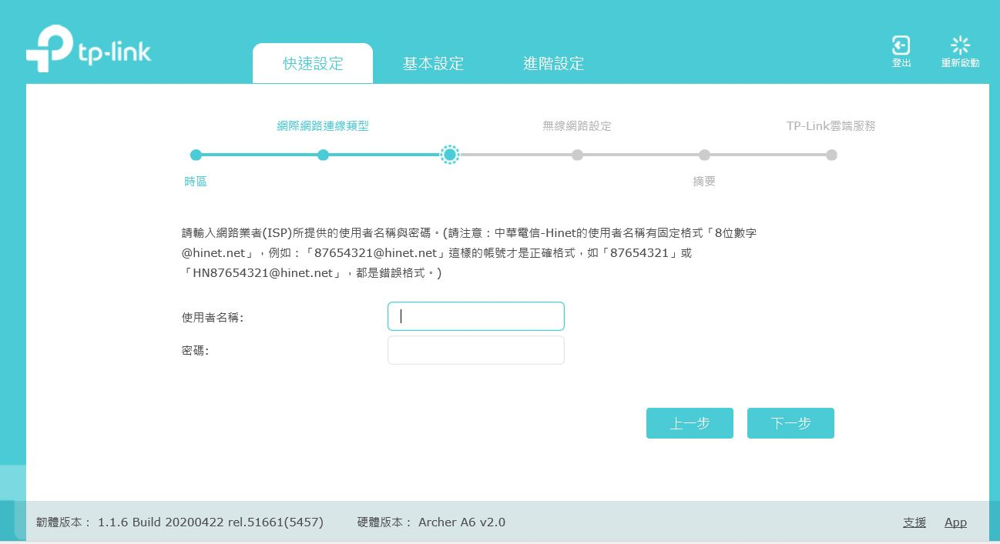 tp-link
快速設定
基本設定
進階設定
登出
重新啟動
網際網路連線類型
無線網路設定
TP-Link雲端服務
時區
摘要
請輸入網路業者(ISP)所提供的使用者名稱與密碼。(請注意：中華電信-Hinet的使用者名稱有固定格式「8位數字
@hinet.net」，例如：「87654321@hinet.net」這樣的帳號才是正確格式，如「87654321」或
「HN87654321@hinet.net」，都是錯誤格式。)
使用者名稱:
密碼:
上一步
下一步
韌體版本： 1.1.6 Build 20200422 rel.51661(5457)
硬體版本： Archer A6 v2.0
支援
App